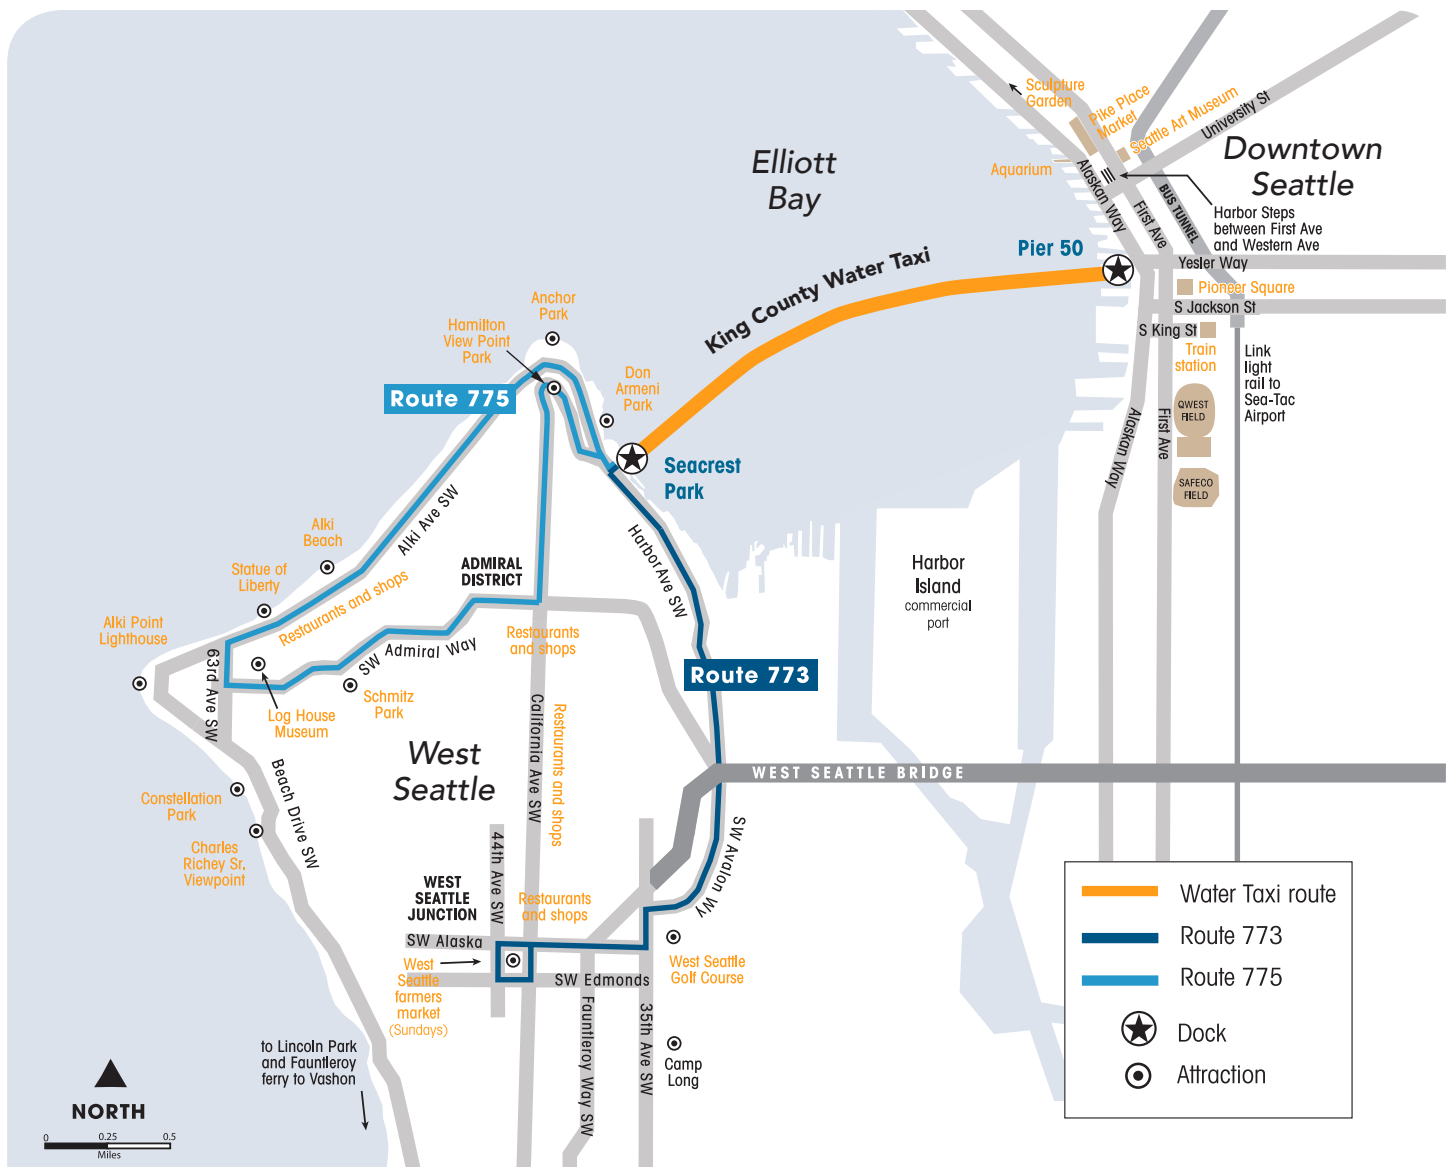 Sculpture
Garden
Pike Place
Market
Seattle Art Museum
University St
Downtown
Seattle
Elliott
Bay
Aquarium
Alaskan Way
First Ave
BUS TUNNEL
Harbor Steps
between First Ave
and Western Ave
Pier 50
Yesler Way
King County Water Taxi
Pioneer Square
S Jackson St
S King St
Train
station
Link
light
rail to
Sea-Tac
Airport
QWEST
FIELD
Alaskan Way
First Ave
SAFECO
FIELD
Anchor
Park
Hamilton
View Point
Park
Don
Armeni
Park
Route 775
Seacrest
Park
Alki Ave SW
Harbor Ave SW
Alki
Beach
ADMIRAL
DISTRICT
Statue of
Liberty
Restaurants and shops
Harbor
Island
commercial
port
Alki Point
Lighthouse
63rd Ave SW
SW Admiral Way
Restaurants
and shops
Route 773
Schmitz
Park
Log House
Museum
California Ave SW
Restaurants and shops
West
Seattle
WEST SEATTLE BRIDGE
Beach Drive SW
Constellation
Park
Charles
Richey Sr.
Viewpoint
44th Ave SW
SW Avalon Wy
WEST
SEATTLE
JUNCTION
Restaurants
and shops
SW Alaska
West
Seattle
farmers
market
(Sundays)
SW Edmonds
West Seattle
Golf Course
Fauntleroy Way SW
35th Ave SW
Camp
Long
to Lincoln Park
and Fauntleroy
ferry to Vashon
NORTH
0 0.25 0.5
Miles
Water Taxi route
Route 773
Route 775
Dock
Attraction